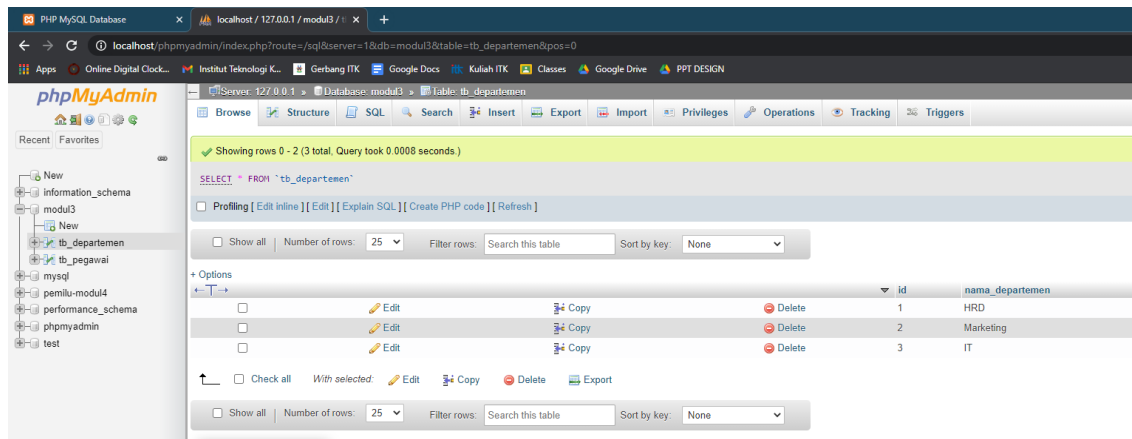 PHP MySQL Database
localhost / 127.0.0.1 / modul3 / t
localhost/phpmyadmin/index.php?route=/sql&server=1&db=modul3&table=tb_departemen&pos=0
Apps Online Digital Clock... Institut Teknologi K... Gerbang ITK Google Docs Kuliah ITK Classes Google Drive PPT DESIGN
phpMyAdmin
Recent Favorites
New
information_schema
modul3
New
tb_departemen
tb_pegawai
mysql
pemilu-modul4
performance_schema
phpmyadmin
test
Server: 127.0.0.1 » Database: modul3 » Table: tb_departemen
Browse Structure SQL Search Insert Export Import Privileges Operations Tracking Triggers
Showing rows 0 - 2 (3 total, Query took 0.0008 seconds.)
SELECT * FROM `tb_departemen`
Profiling [ Edit inline ] [ Edit ] [ Explain SQL ] [ Create PHP code ] [ Refresh ]
Show all | Number of rows: 25 Filter rows: Search this table Sort by key: None
+ Options
←T→ id nama_departemen
Edit Copy Delete 1 HRD
Edit Copy Delete 2 Marketing
Edit Copy Delete 3 IT
Check all With selected: Edit Copy Delete Export
Show all | Number of rows: 25 Filter rows: Search this table Sort by key: None